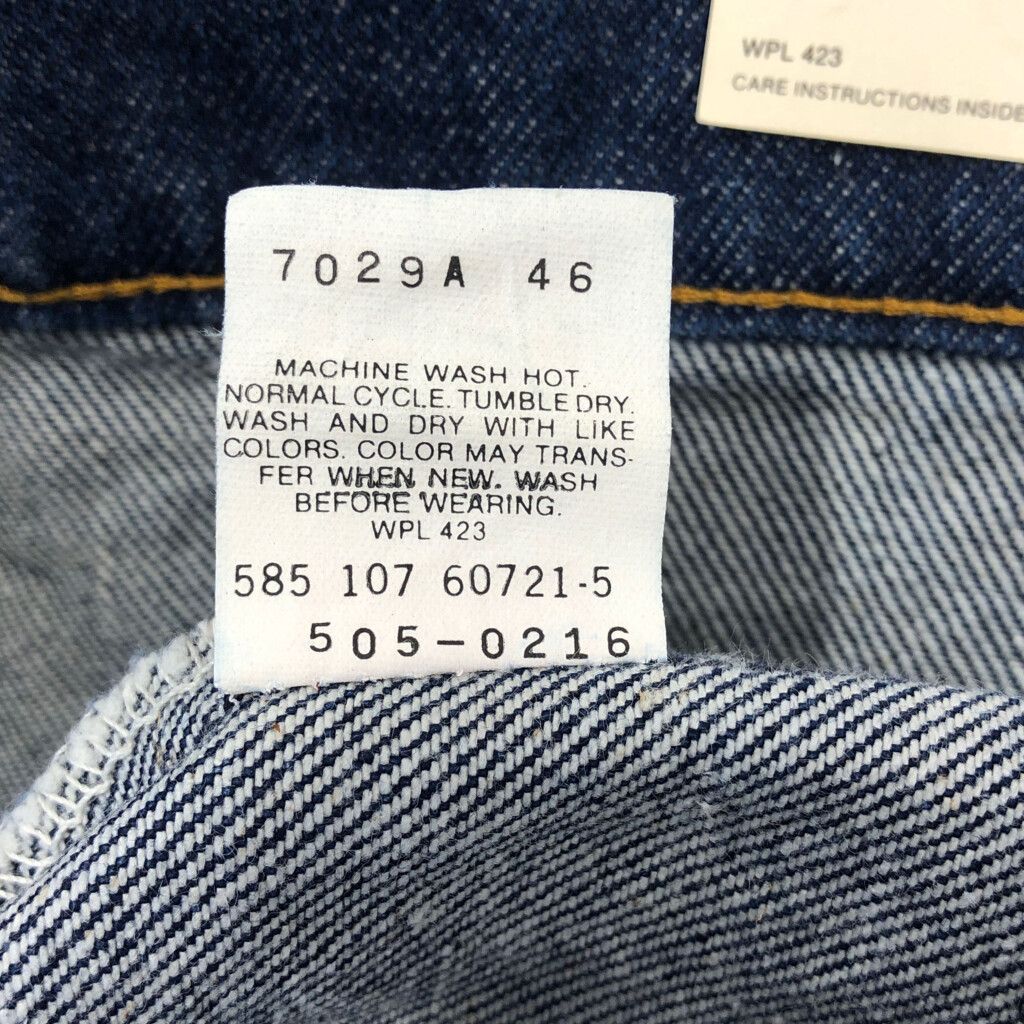 WPL 423
CARE INSTRUCTIONS INSIDE
7029A 46
MACHINE WASH HOT.
NORMAL CYCLE. TUMBLE DRY.
WASH AND DRY WITH LIKE
COLORS. COLOR MAY TRANS-
FER WHEN NEW. WASH
BEFORE WEARING.
WPL 423
585 107 60721-5
505-0216